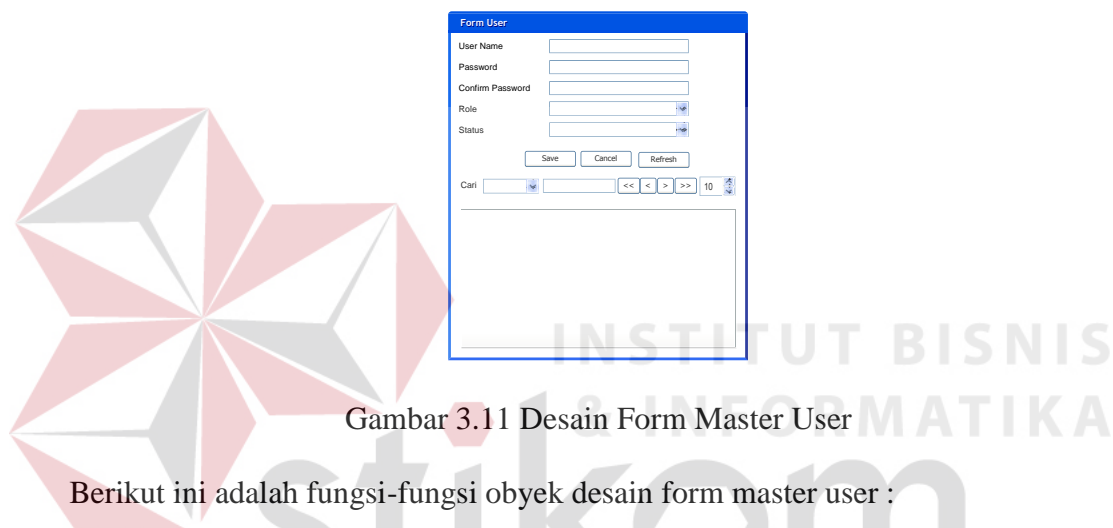 Form User
User Name
Password
Confirm Password
Role
Status
Save Cancel Refresh
Cari << < > >> 10
INSTITUT BISNIS
& INFORMATIKA
stikom
Gambar 3.11 Desain Form Master User
Berikut ini adalah fungsi-fungsi obyek desain form master user :